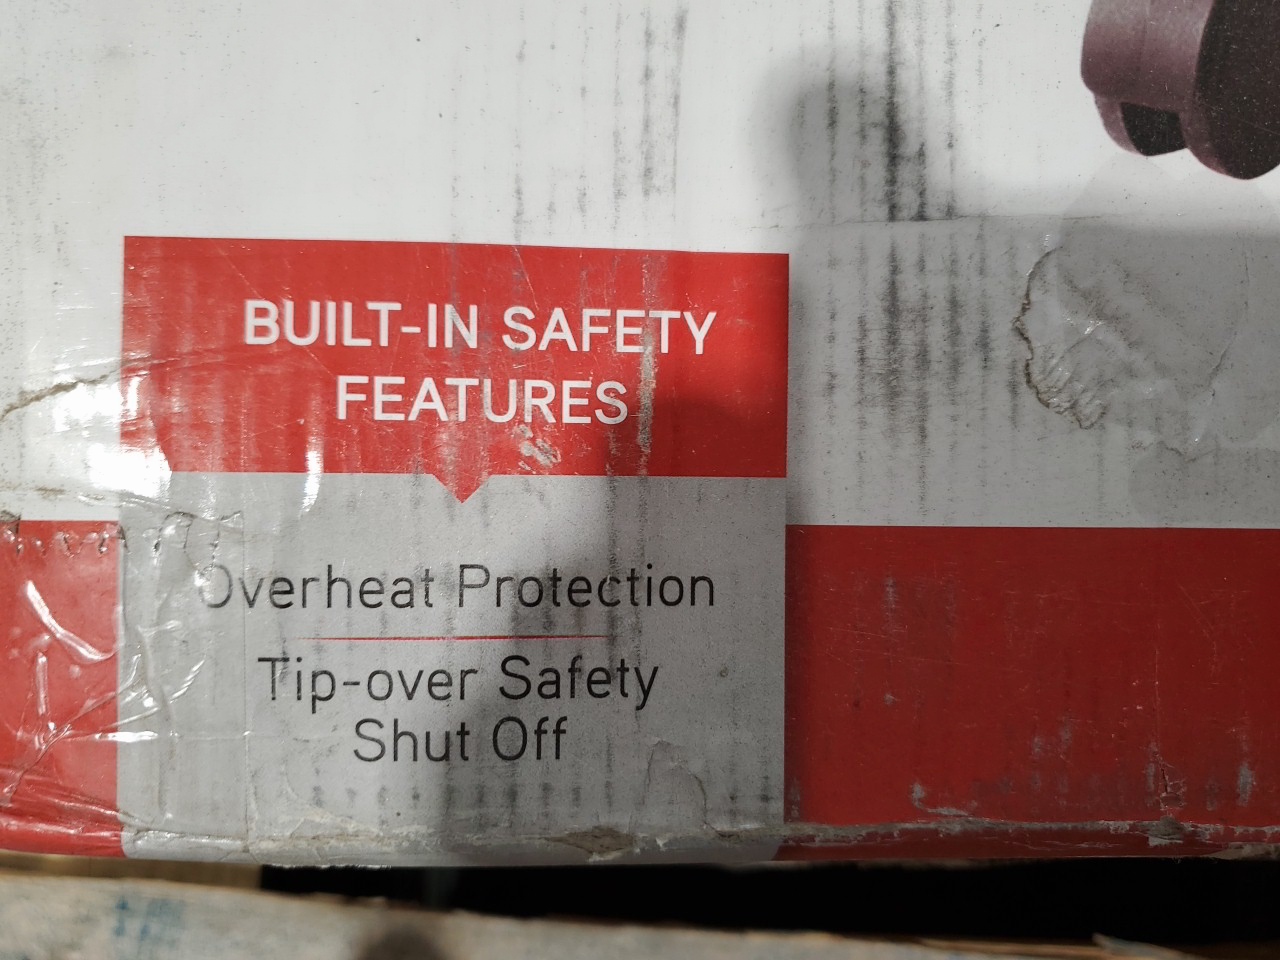 BUILT-IN SAFETY
FEATURES
Overheat Protection
Tip-over Safety
Shut Off